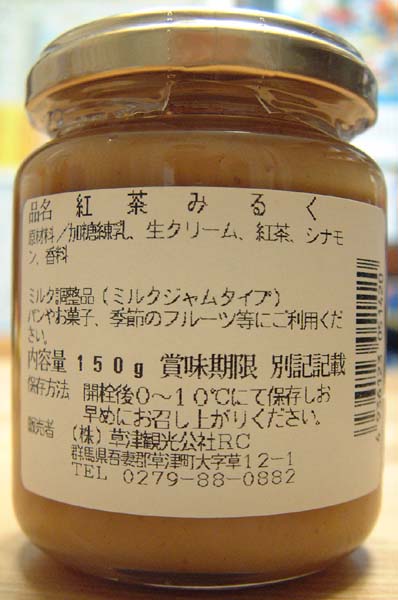 品名 紅茶みるく
原材料／加糖練乳、生クリーム、紅茶、シナモ
ン、香料
ミルク調整品（ミルクジャムタイプ）
パンやお菓子、季節のフルーツ等にご利用くだ
さい。
内容量 150g 賞味期限 別記記載
保存方法 開栓後0～10℃にて保存しお
早めにお召し上がりください。
販売者 （株）草津観光公社RC
群馬県吾妻郡草津町大字草12-1
TEL 0279-88-0882